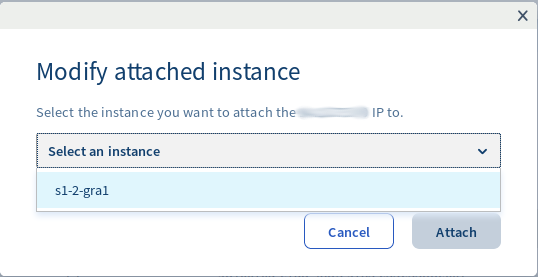 Modify attached instance
Select the instance you want to attach the IP to.
Select an instance
s1-2-gra1
Cancel
Attach